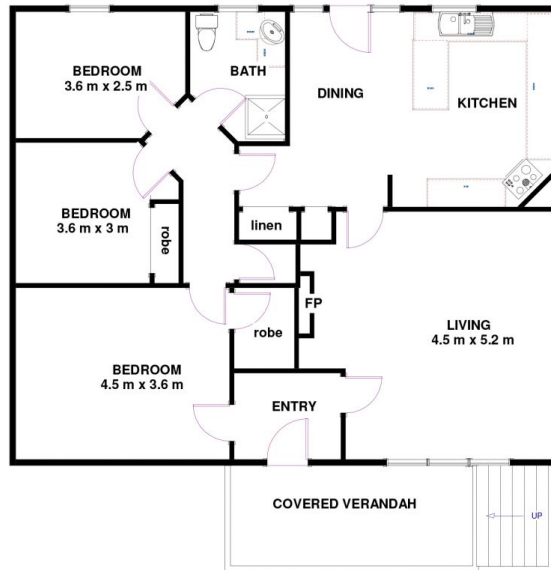 BEDROOM
3.6 m x 2.5 m
BATH
DINING
KITCHEN
BEDROOM
3.6 m x 3 m
robe
linen
FP
LIVING
4.5 m x 5.2 m
robe
BEDROOM
4.5 m x 3.6 m
ENTRY
COVERED VERANDAH
UP